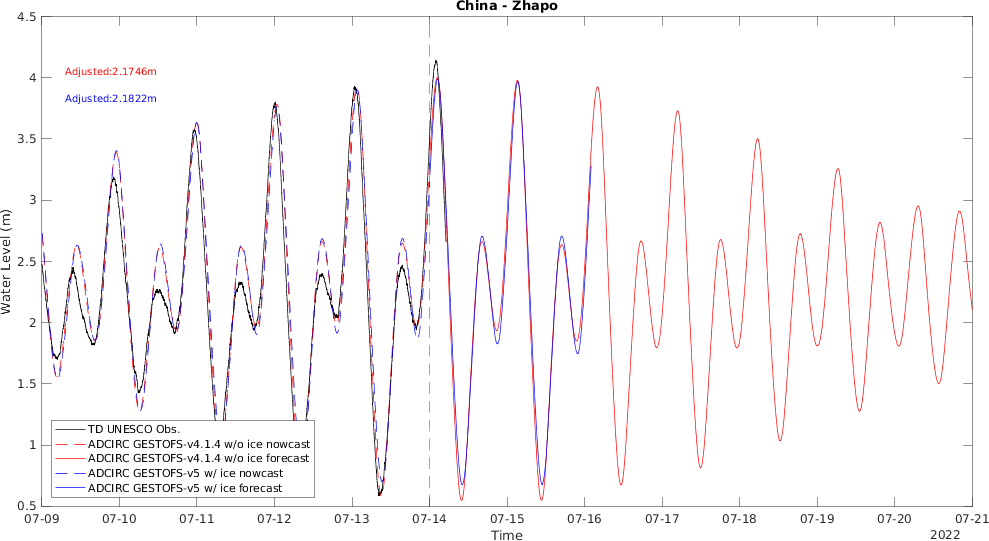 China - Zhapo
4.5
4
3.5
3
2.5
2
1.5
1
0.5
Water Level (m)
Adjusted:2.1746m
Adjusted:2.1822m
TD UNESCO Obs.
ADCIRC GESTOFS-v4.1.4 w/o ice nowcast
ADCIRC GESTOFS-v4.1.4 w/o ice forecast
ADCIRC GESTOFS-v5 w/ ice nowcast
ADCIRC GESTOFS-v5 w/ ice forecast
07-09 07-10 07-11 07-12 07-13 07-14 07-15 07-16 07-17 07-18 07-19 07-20 07-21
Time
2022